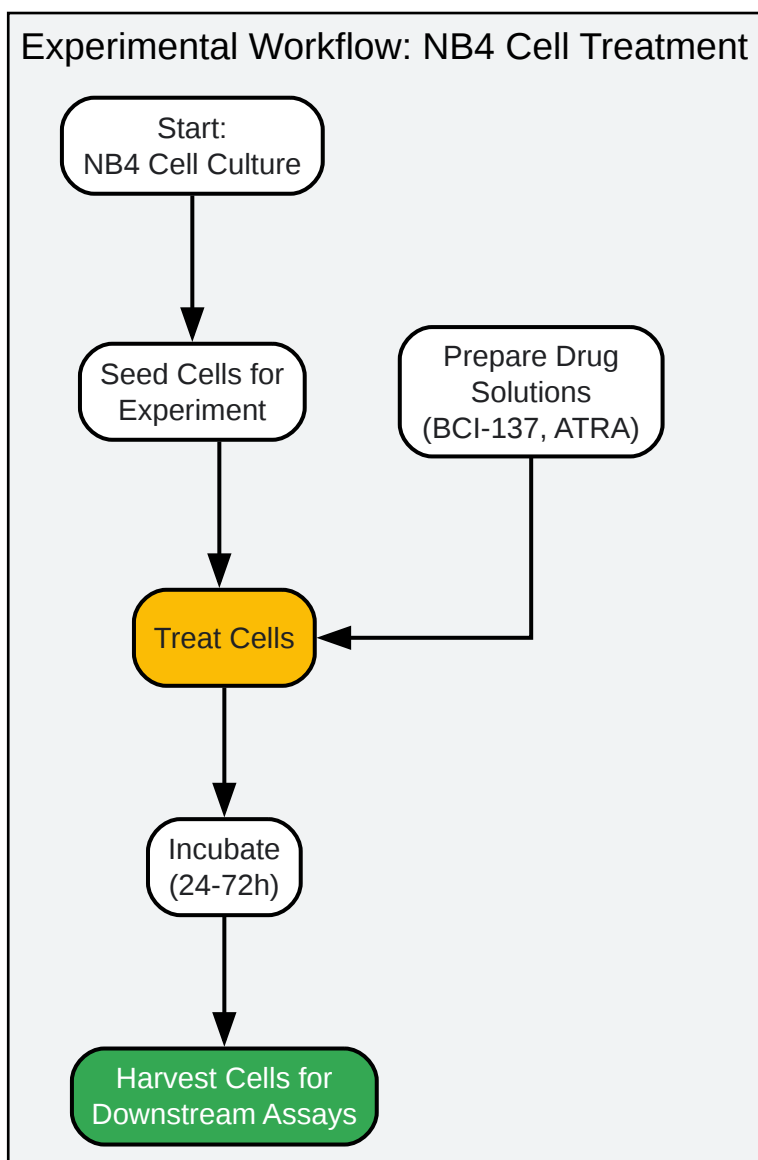 Experimental Workflow: NB4 Cell Treatment
Start:
NB4 Cell Culture
Seed Cells for
Experiment
Prepare Drug
Solutions
(BCI-137, ATRA)
Treat Cells
Incubate
(24-72h)
Harvest Cells for
Downstream Assays